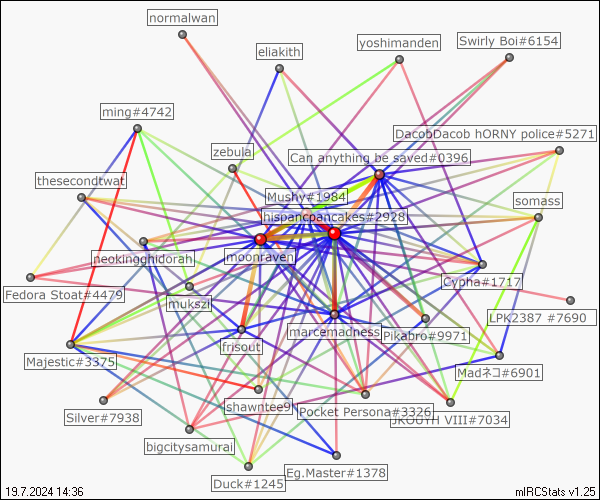 normalwan
yoshimanden
Swirly Boi#6154
eliakith
ming#4742
DacobDacob hORNY police#5271
zebula
Can anything be saved#0396
thesecondtwat
Mushy#1984
somass
hispancpancakes#2928
neokinghidorah
moonraven
Cypha#1717
Fedora Stoat#4479
mukszi
LPK2387 #7690
marcemadness
Pikabro#9971
frisout
Majestic#3375
Madネコ#6901
shawntee9
Pocket Persona#3326
Silver#7938
JKUUYH VIII#7034
bigcitysamurai
Eg.Master#1378
Duck#1245
19.7.2024 14:36
mIRCStats v1.25